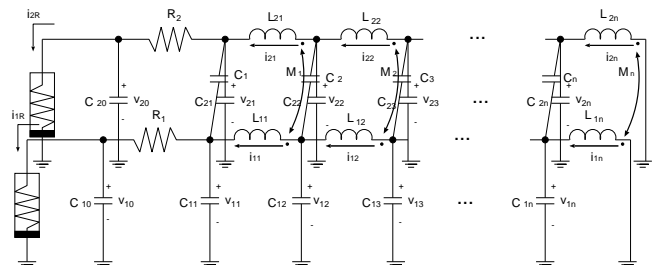 i2R R2 L21 L22 L2n
i21 i22 ... i2n
C1 M1 C2 M2 C3 Cn Mn
C20 + v20 - C21 + v21 - C22 + v22 - C23 + v23 - ... C2n + v2n -
i1R R1 L11 L12 L1n
i11 i12 ... i1n
C10 + v10 - C11 + v11 - C12 + v12 - C13 + v13 - ... C1n + v1n -